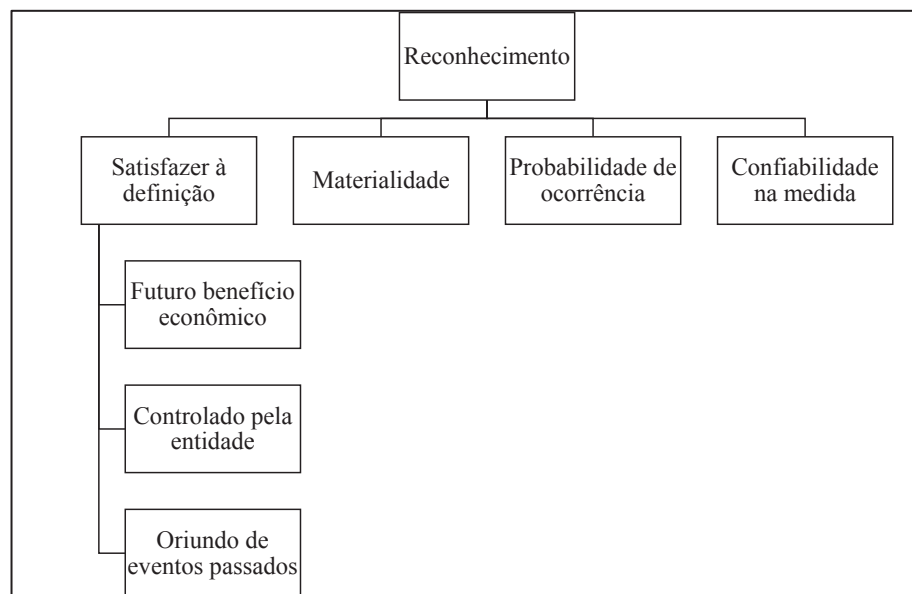 Reconhecimento
Satisfazer à
definição
Materialidade
Probabilidade de
ocorrência
Confiabilidade
na medida
Futuro benefício
econômico
Controlado pela
entidade
Oriundo de
eventos passados